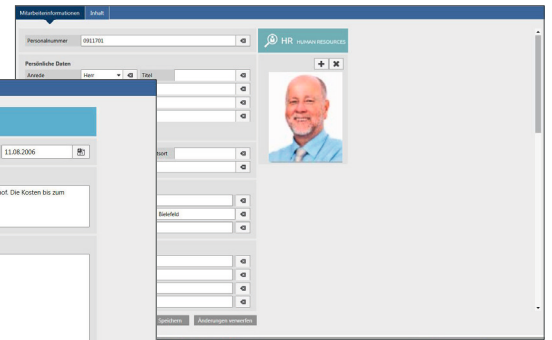 Mitarbeiterinformationen Inhalt
Personalnummer 0911701
HR HUMAN RESOURCES
Persönliche Daten
Anrede Herr Titel
11.08.2006
tsort
of. Die Kosten bis zum
Bielefeld
Speichern Änderungen verwerfen